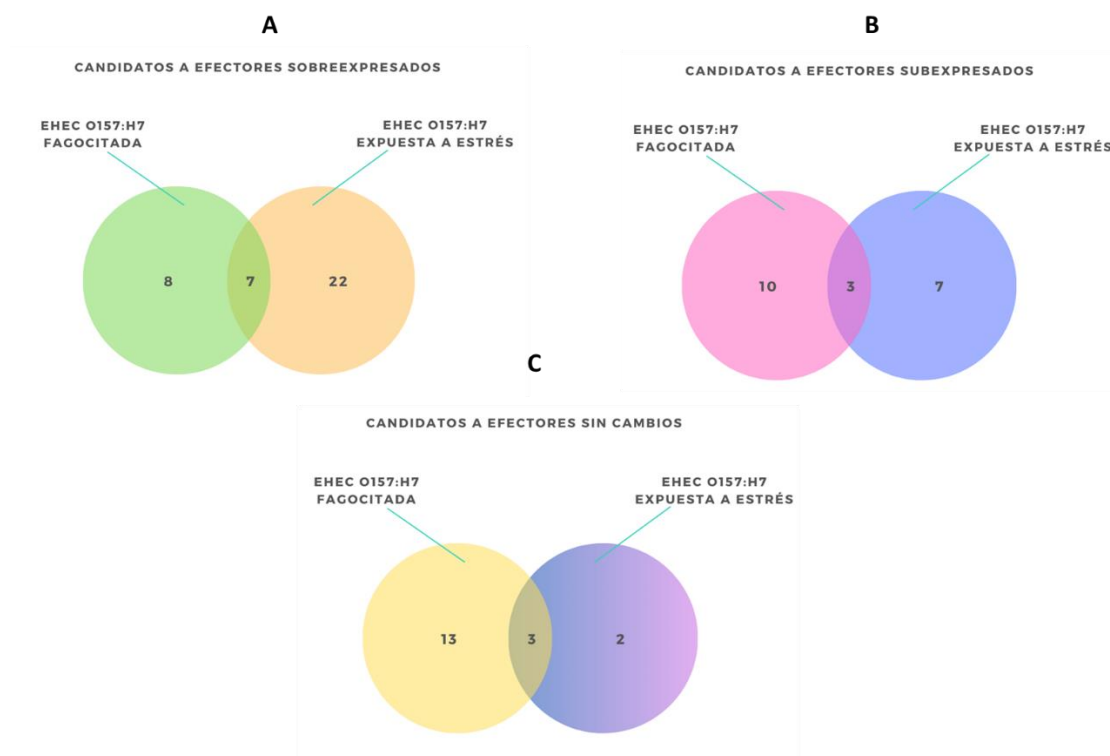 A
CANDIDATOS A EFECTORES SOBREEXPRESADOS
EHEC O157:H7
FAGOCITADA
EHEC O157:H7
EXPUESTA A ESTRÉS
8
7
22
B
CANDIDATOS A EFECTORES SUBEXPRESADOS
EHEC O157:H7
FAGOCITADA
EHEC O157:H7
EXPUESTA A ESTRÉS
10
3
7
C
CANDIDATOS A EFECTORES SIN CAMBIOS
EHEC O157:H7
FAGOCITADA
EHEC O157:H7
EXPUESTA A ESTRÉS
13
3
2